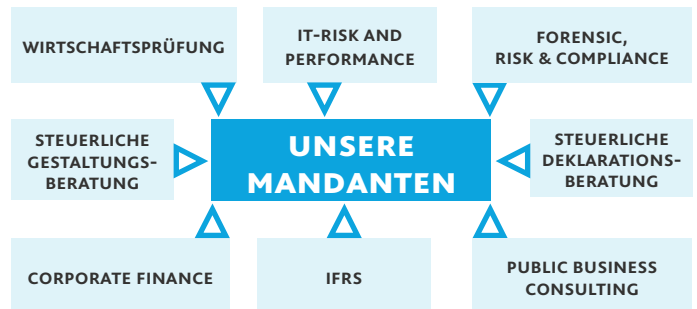 WIRTSCHAFTSPRÜFUNG
IT-RISK AND
PERFORMANCE
FORENSIC,
RISK & COMPLIANCE
STEUERLICHE
GESTALTUNGS-
BERATUNG
UNSERE
MANDANTEN
STEUERLICHE
DEKLARATIONS-
BERATUNG
CORPORATE FINANCE
IFRS
PUBLIC BUSINESS
CONSULTING